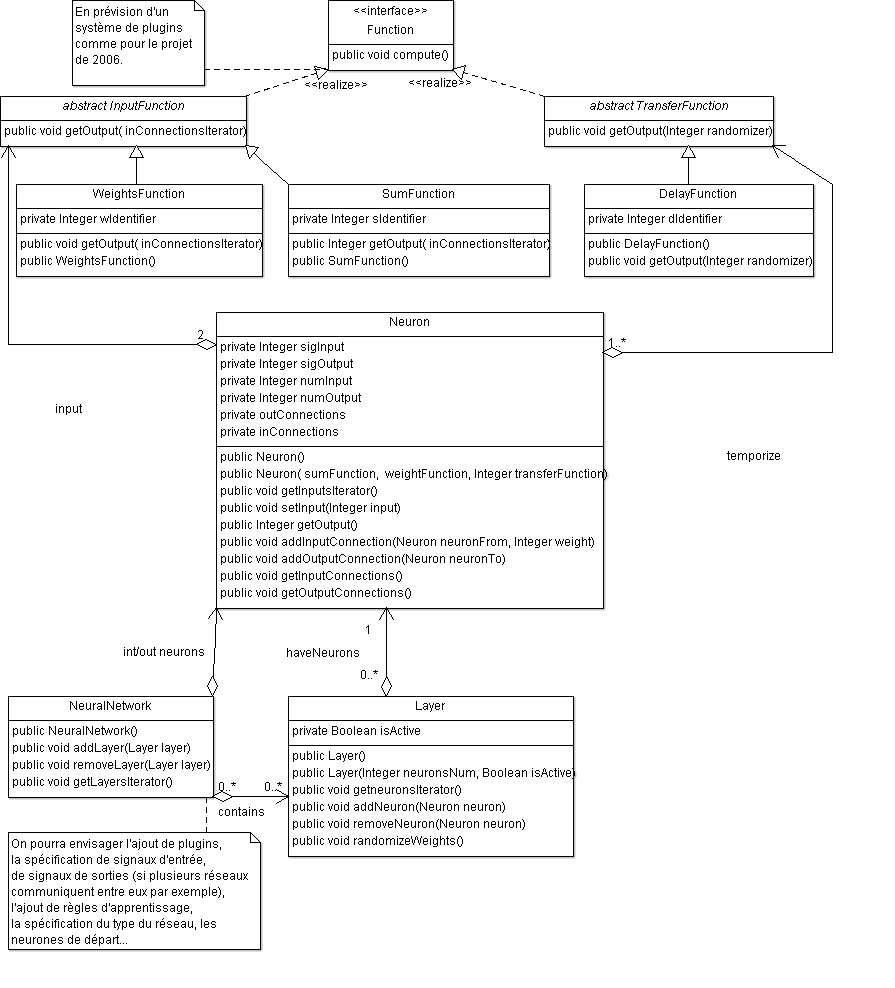 En prévision d'un
système de plugins
comme pour le projet
de 2006.
<<interface>>
Function
public void compute()
<<realize>>
<<realize>>
abstract InputFunction
public void getOutput( inConnectionsIterator)
abstract TransferFunction
public void getOutput(Integer randomizer)
WeightsFunction
private Integer wIdentifier
public void getOutput( inConnectionsIterator)
public WeightsFunction()
SumFunction
private Integer sIdentifier
public Integer getOutput( inConnectionsIterator)
public SumFunction()
DelayFunction
private Integer dIdentifier
public DelayFunction()
public void getOutput(Integer randomizer)
2
1..*
input
temporize
Neuron
private Integer sigInput
private Integer sigOutput
private Integer numInput
private Integer numOutput
private outConnections
private inConnections
public Neuron()
public Neuron( sumFunction,  weightFunction, Integer transferFunction)
public void getInputsIterator()
public void setInput(Integer input)
public Integer getOutput()
public void addInputConnection(Neuron neuronFrom, Integer weight)
public void addOutputConnection(Neuron neuronTo)
public void getInputConnections()
public void getOutputConnections()
int/out neurons
1
haveNeurons
0..*
NeuralNetwork
public NeuralNetwork()
public void addLayer(Layer layer)
public void removeLayer(Layer layer)
public void getLayersIterator()
0..*
0..*
contains
Layer
private Boolean isActive
public Layer()
public Layer(Integer neuronsNum, Boolean isActive)
public void getneuronsIterator()
public void addNeuron(Neuron neuron)
public void removeNeuron(Neuron neuron)
public void randomizeWeights()
On pourra envisager l'ajout de plugins,
la spécification de signaux d'entrée,
de signaux de sorties (si plusieurs réseaux
communiquent entre eux par exemple),
l'ajout de règles d'apprentissage,
la spécification du type du réseau, les
neurones de départ...